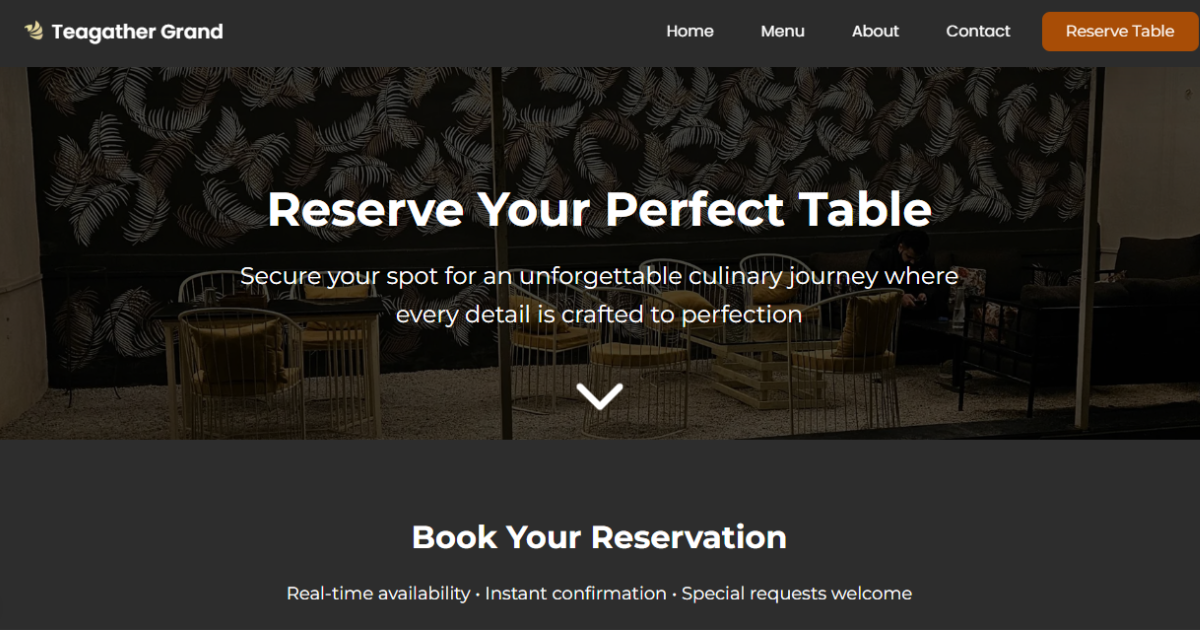 Teagather Grand
Home
Menu
About
Contact
Reserve Table
Reserve Your Perfect Table
Secure your spot for an unforgettable culinary journey where
every detail is crafted to perfection
Book Your Reservation
Real-time availability • Instant confirmation • Special requests welcome